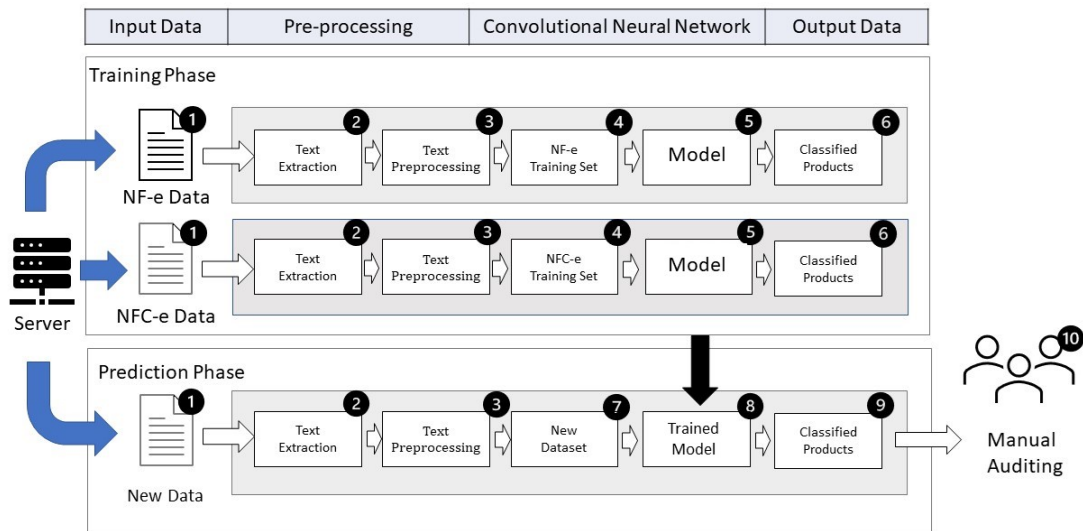 Input Data Pre-processing Convolutional Neural Network Output Data
Training Phase
1 2 3 4 5 6
Text
Extraction
Text
Preprocessing
NF-e
Training Set
Model
Classified
Products
NF-e Data
1 2 3 4 5 6
Text
Extraction
Text
Preprocessing
NFC-e
Training Set
Model
Classified
Products
NFC-e Data
Server
Prediction Phase
1 2 3 7 8 9
Text
Extraction
Text
Preprocessing
New
Dataset
Trained
Model
Classified
Products
New Data
10
Manual
Auditing